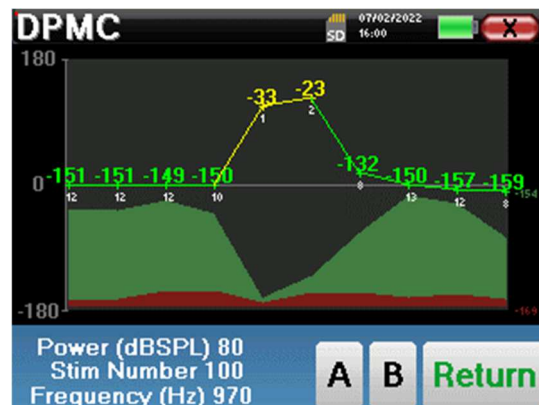 DPMC
SD
07/02/2022
16:00
X
180
-33
-23
1
2
-151 -151 -149 -150 -132 -150 -157 -159
0
12 12 12 10 8 13 12 8
-154
-180
-169
Power (dBSPL) 80
Stim Number 100
Frequency (Hz) 970
A B Return